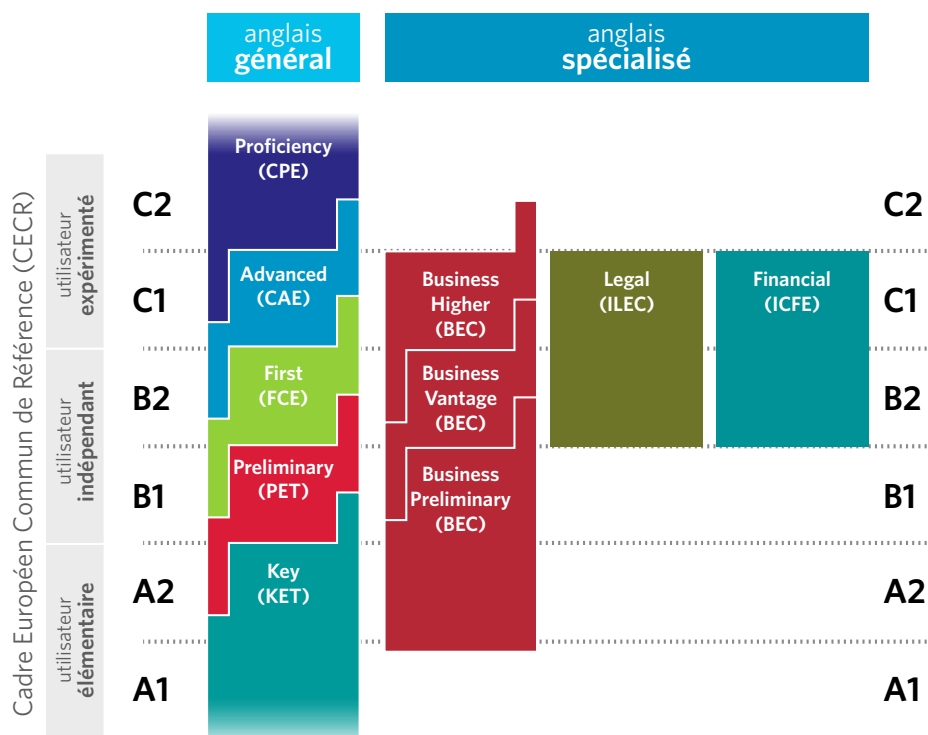 anglais
général
anglais
spécialisé
Cadre Européen Commun de Référence (CECR)
utilisateur
expérimenté
utilisateur
indépendant
utilisateur
élémentaire
C2
C1
B2
B1
A2
A1
Proficiency
(CPE)
Advanced
(CAE)
First
(FCE)
Preliminary
(PET)
Key
(KET)
Business
Higher
(BEC)
Business
Vantage
(BEC)
Business
Preliminary
(BEC)
Legal
(ILEC)
Financial
(ICFE)
C2
C1
B2
B1
A2
A1